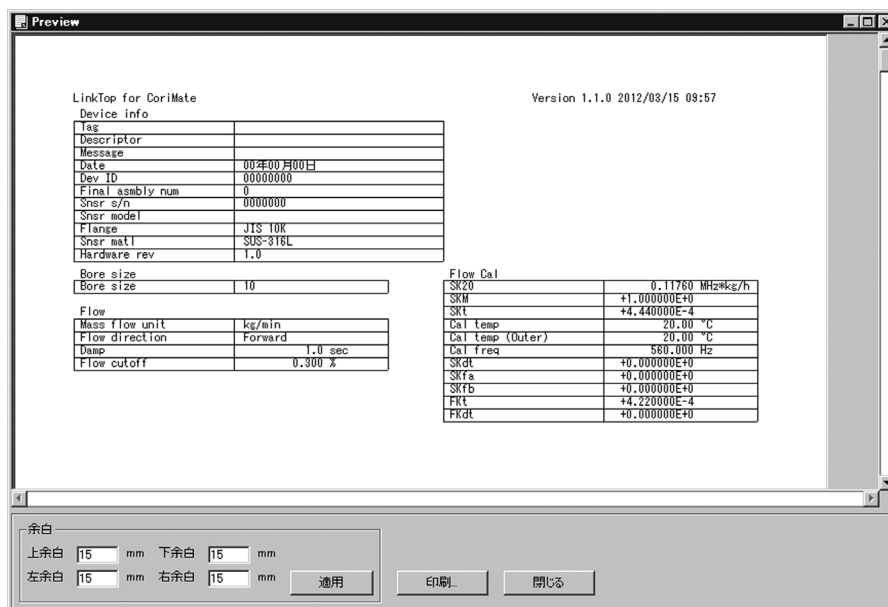 Preview
LinkTop for CoriMate Version 1.1.0 2012/03/15 09:57
Device info
Tag
Descriptor
Message
Date 00年00月00日
Dev ID 00000000
Final asmbly num 0
Snsr s/n 0000000
Snsr model
Flange JIS 10K
Snsr matl SUS-316L
Hardware rev 1.0
Bore size
Bore size 10
Flow
Mass flow unit kg/min
Flow direction Forward
Damp 1.0 sec
Flow cutoff 0.300 %
Flow Cal
SK20 0.11760 MHz*kg/h
SKM +1.000000E+0
SKt +4.440000E-4
Cal temp 20.00 °C
Cal temp (Outer) 20.00 °C
Cal freq 560.000 Hz
SKdt +0.000000E+0
SKfa +0.000000E+0
SKfb +0.000000E+0
FKt +4.220000E-4
FKdt +0.000000E+0
余白
上余白 15 mm 下余白 15 mm
左余白 15 mm 右余白 15 mm 適用 印刷... 閉じる